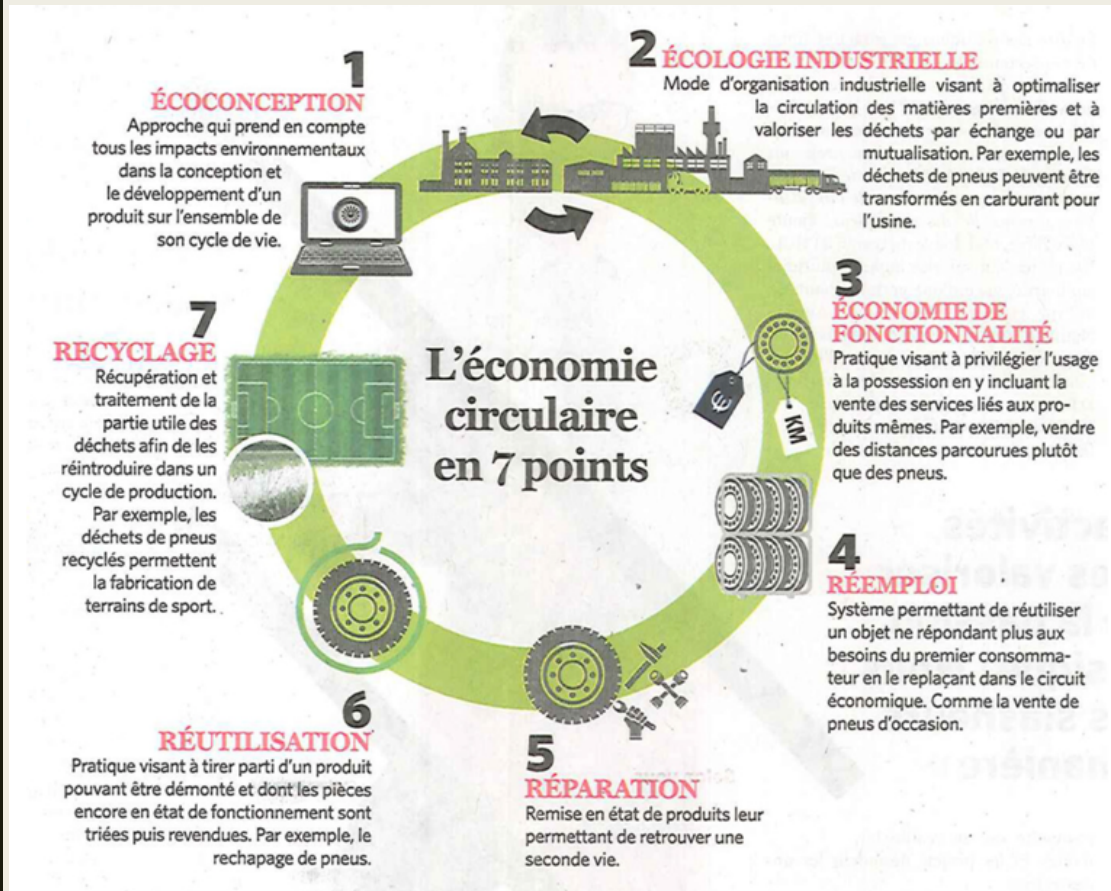 1
ÉCOCONCEPTION
Approche qui prend en compte
tous les impacts environnementaux
dans la conception et
le développement d'un
produit sur l'ensemble de
son cycle de vie.
2 ÉCOLOGIE INDUSTRIELLE
Mode d'organisation industrielle visant à optimaliser
la circulation des matières premières et à
valoriser les déchets par échange ou par
mutualisation. Par exemple, les
déchets de pneus peuvent être
transformés en carburant pour
l'usine.
3
ÉCONOMIE DE
FONCTIONNALITÉ
Pratique visant à privilégier l'usage
à la possession en y incluant la
vente des services liés aux pro-
duits mêmes. Par exemple, vendre
des distances parcourues plutôt
que des pneus.
€
KM
L'économie
circulaire
en 7 points
4
RÉEMPLOI
Système permettant de réutiliser
un objet ne répondant plus aux
besoins du premier consomma-
teur en le replaçant dans le circuit
économique. Comme la vente de
pneus d'occasion.
5
RÉPARATION
Remise en état de produits leur
permettant de retrouver une
seconde vie.
6
RÉUTILISATION
Pratique visant à tirer parti d'un produit
pouvant être démonté et dont les pièces
encore en état de fonctionnement sont
triées puis revendues. Par exemple, le
rechapage de pneus.
7
RECYCLAGE
Récupération et
traitement de la
partie utile des
déchets afin de les
réintroduire dans un
cycle de production.
Par exemple, les
déchets de pneus
recyclés permettent
la fabrication de
terrains de sport.